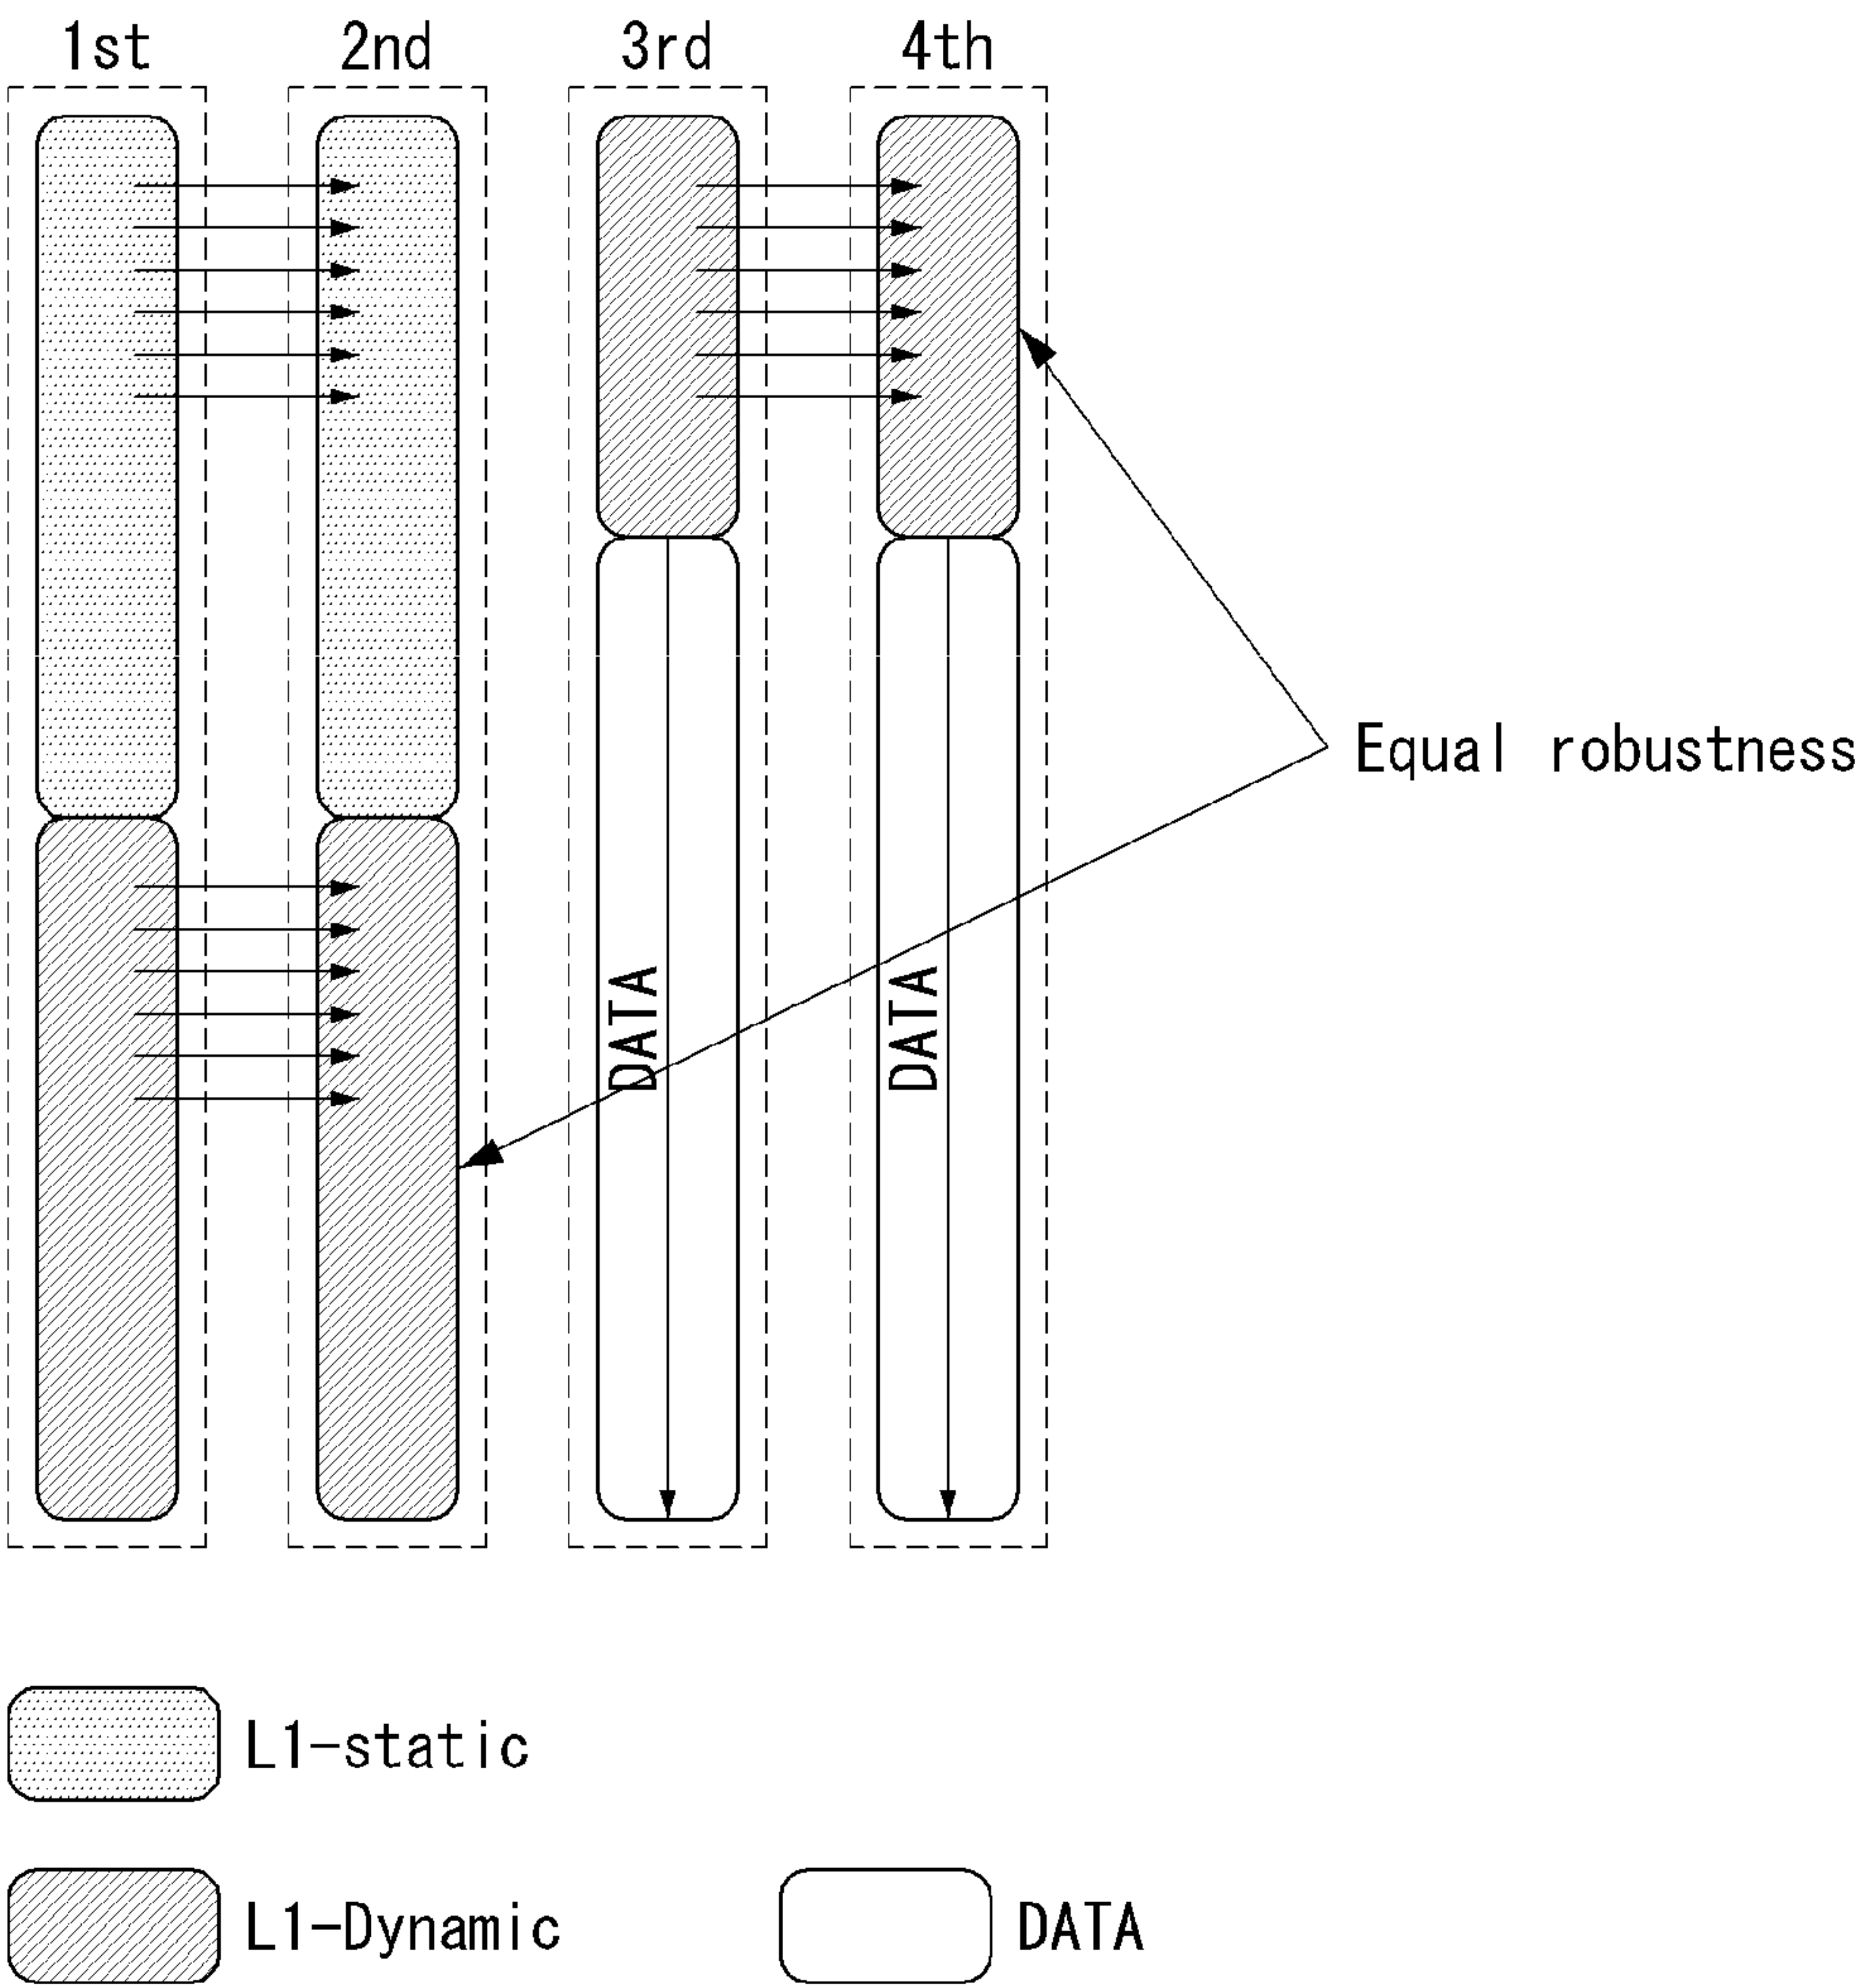 1st 2nd 3rd 4th
Equal robustness
DATA DATA
L1-static
L1-Dynamic DATA